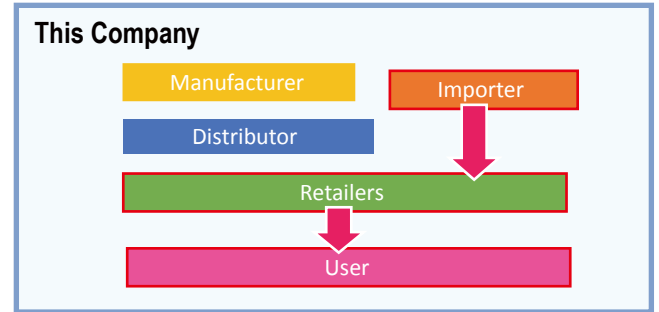 This Company
Manufacturer
Importer
Distributor
Retailers
User